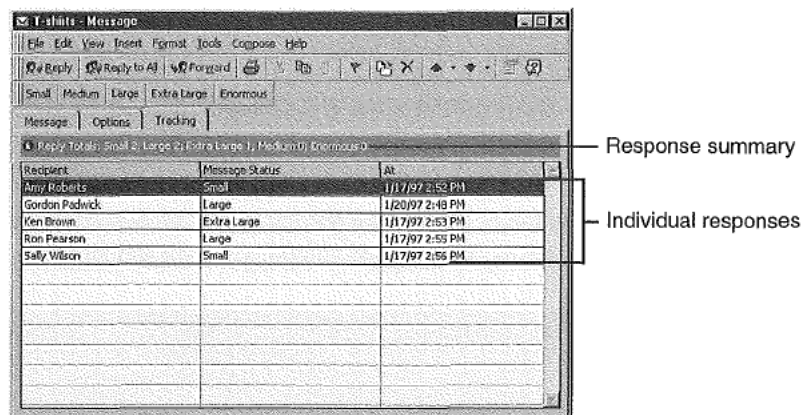 T-shirts - Message
File Edit View Insert Format Tools Compose Help
Reply Reply to All Forward
Small Medium Large Extra Large Enormous
Message Options Tracking
Reply Totals: Small 2; Large 2; Extra Large 1; Medium 0; Enormous 0
Response summary
Recipient Message Status At
Amy Roberts Small 1/17/97 2:52 PM
Gordon Padwick Large 1/20/97 2:48 PM
Ken Brown Extra Large 1/17/97 2:53 PM
Individual responses
Ron Pearson Large 1/17/97 2:55 PM
Sally Wilson Small 1/17/97 2:56 PM